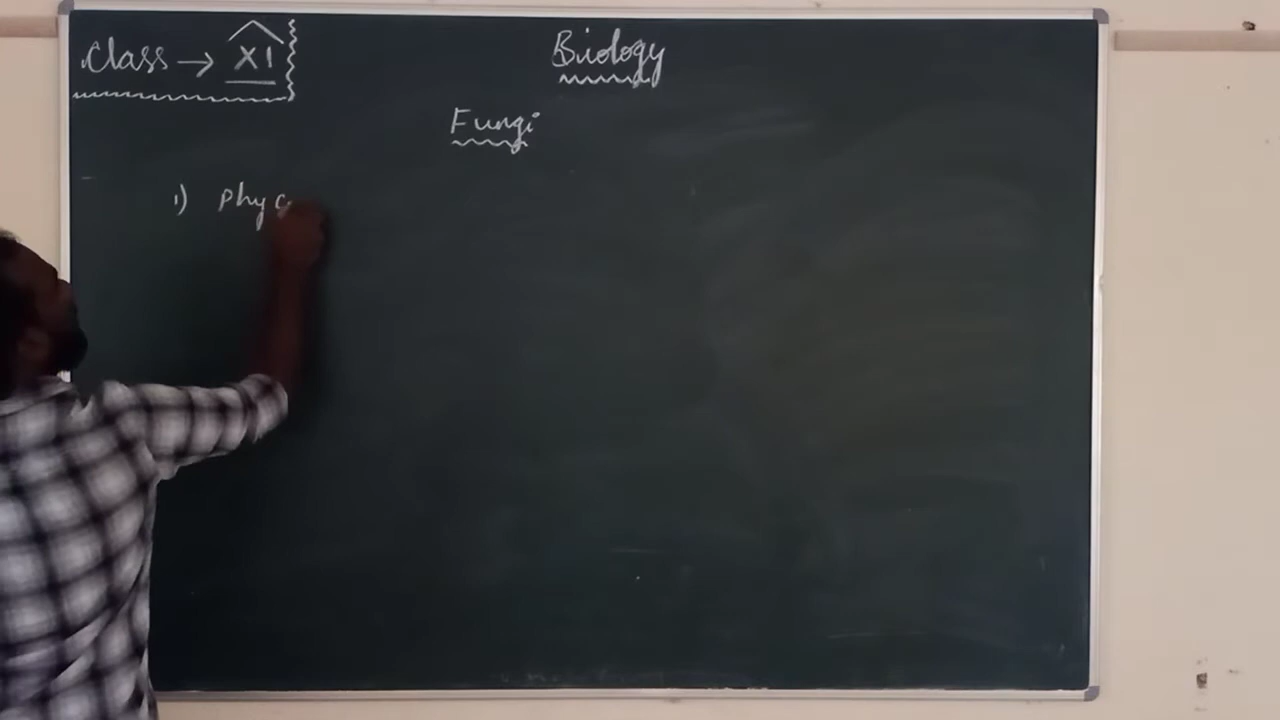 Class → XI
Biology
Fungi
1) Phyc